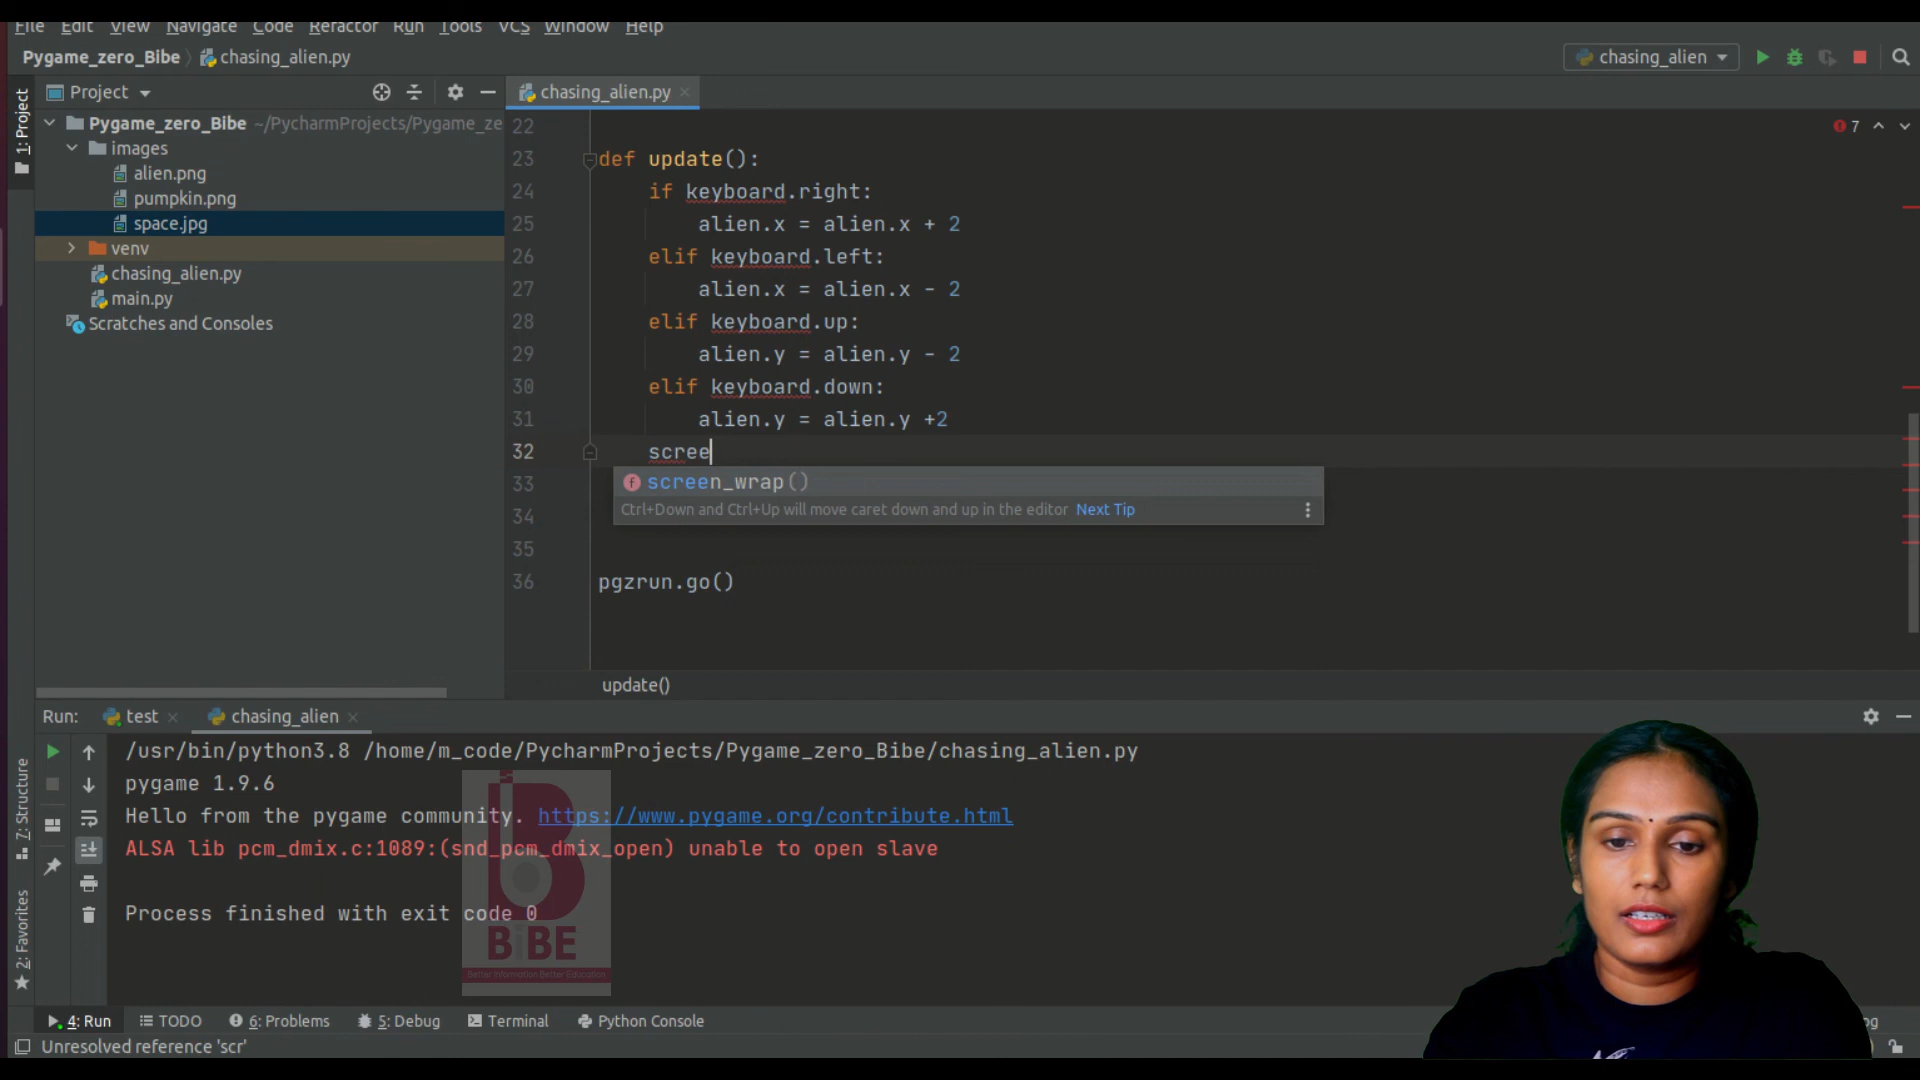 File Edit View Navigate Code Refactor Run Tools VCS Window Help
Pygame_zero_Bibe chasing_alien.py
chasing_alien
1: Project
Project
chasing_alien.py
Pygame_zero_Bibe ~/PycharmProjects/Pygame_ze
images
alien.png
pumpkin.png
space.jpg
venv
chasing_alien.py
main.py
Scratches and Consoles
7
22
23 def update():
24 if keyboard.right:
25 alien.x = alien.x + 2
26 elif keyboard.left:
27 alien.x = alien.x - 2
28 elif keyboard.up:
29 alien.y = alien.y - 2
30 elif keyboard.down:
31 alien.y = alien.y +2
32 scree
33 f screen_wrap()
Ctrl+Down and Ctrl+Up will move caret down and up in the editor Next Tip
34
35
36 pgzrun.go()
update()
Run: test chasing_alien
/usr/bin/python3.8 /home/m_code/PycharmProjects/Pygame_zero_Bibe/chasing_alien.py
pygame 1.9.6
Hello from the pygame community. https://www.pygame.org/contribute.html
ALSA lib pcm_dmix.c:1089:(snd_pcm_dmix_open) unable to open slave
Process finished with exit code 0
BiBE
Better Information Better Education
7: Structure
2: Favorites
4: Run TODO 6: Problems 5: Debug Terminal Python Console
Unresolved reference 'scr'